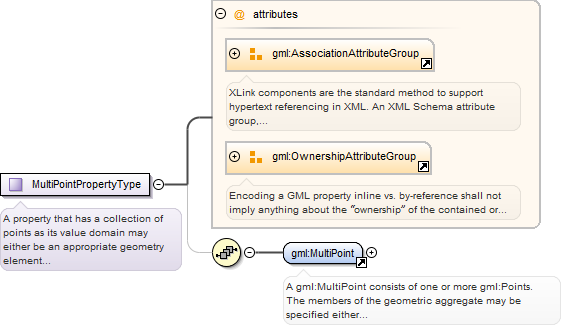 @ attributes
gml:AssociationAttributeGroup
XLink components are the standard method to support
hypertext referencing in XML. An XML Schema attribute
group,...
gml:OwnershipAttributeGroup
Encoding a GML property inline vs. by-reference shall not
imply anything about the "ownership" of the contained or...
MultiPointPropertyType
A property that has a collection of
points as its value domain may
either be an appropriate geometry
element...
gml:MultiPoint
A gml:MultiPoint consists of one or more gml:Points.
The members of the geometric aggregate may be
specified either...